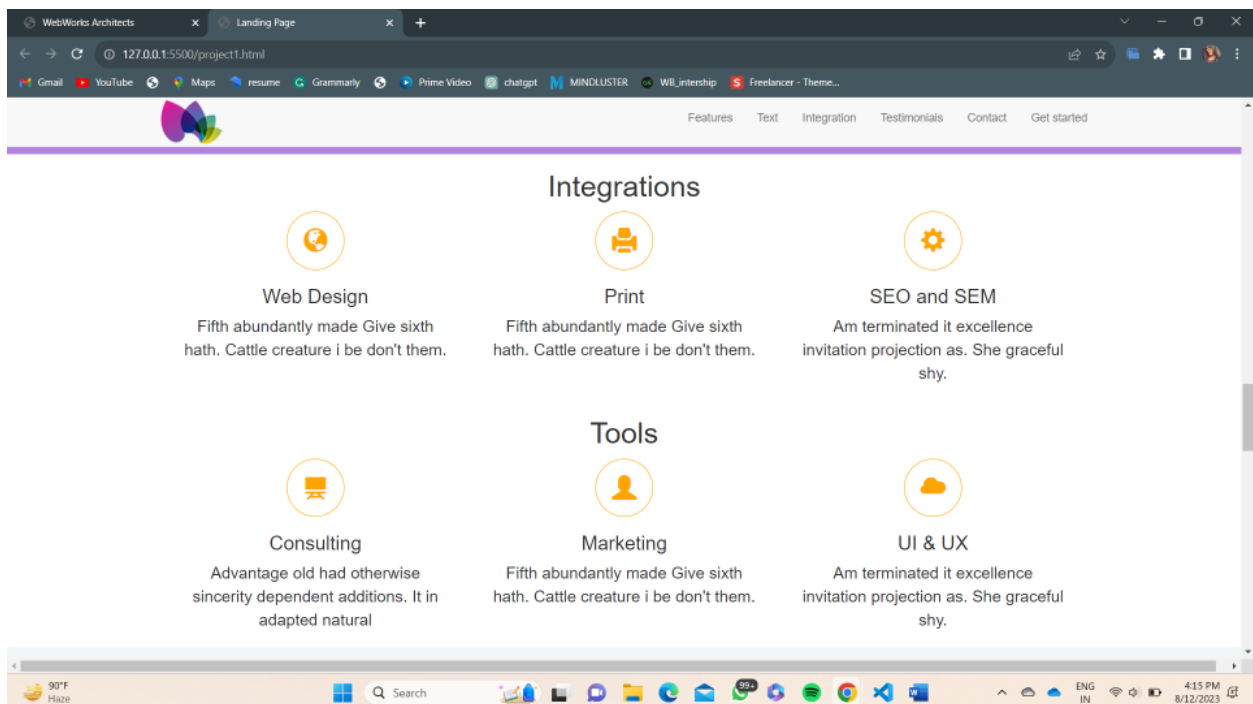 WebWorks Architects
Landing Page
127.0.0.1:5500/project1.html
Gmail YouTube Maps resume Grammarly Prime Video chatgpt MINDLUSTER WB_intership Freelancer - Theme...
Features Text Integration Testimonials Contact Get started
Integrations
Web Design
Fifth abundantly made Give sixth
hath. Cattle creature i be don't them.
Print
Fifth abundantly made Give sixth
hath. Cattle creature i be don't them.
SEO and SEM
Am terminated it excellence
invitation projection as. She graceful
shy.
Tools
Consulting
Advantage old had otherwise
sincerity dependent additions. It in
adapted natural
Marketing
Fifth abundantly made Give sixth
hath. Cattle creature i be don't them.
UI & UX
Am terminated it excellence
invitation projection as. She graceful
shy.
90°F
Haze
Search
99+
ENG
IN
4:15 PM
8/12/2023